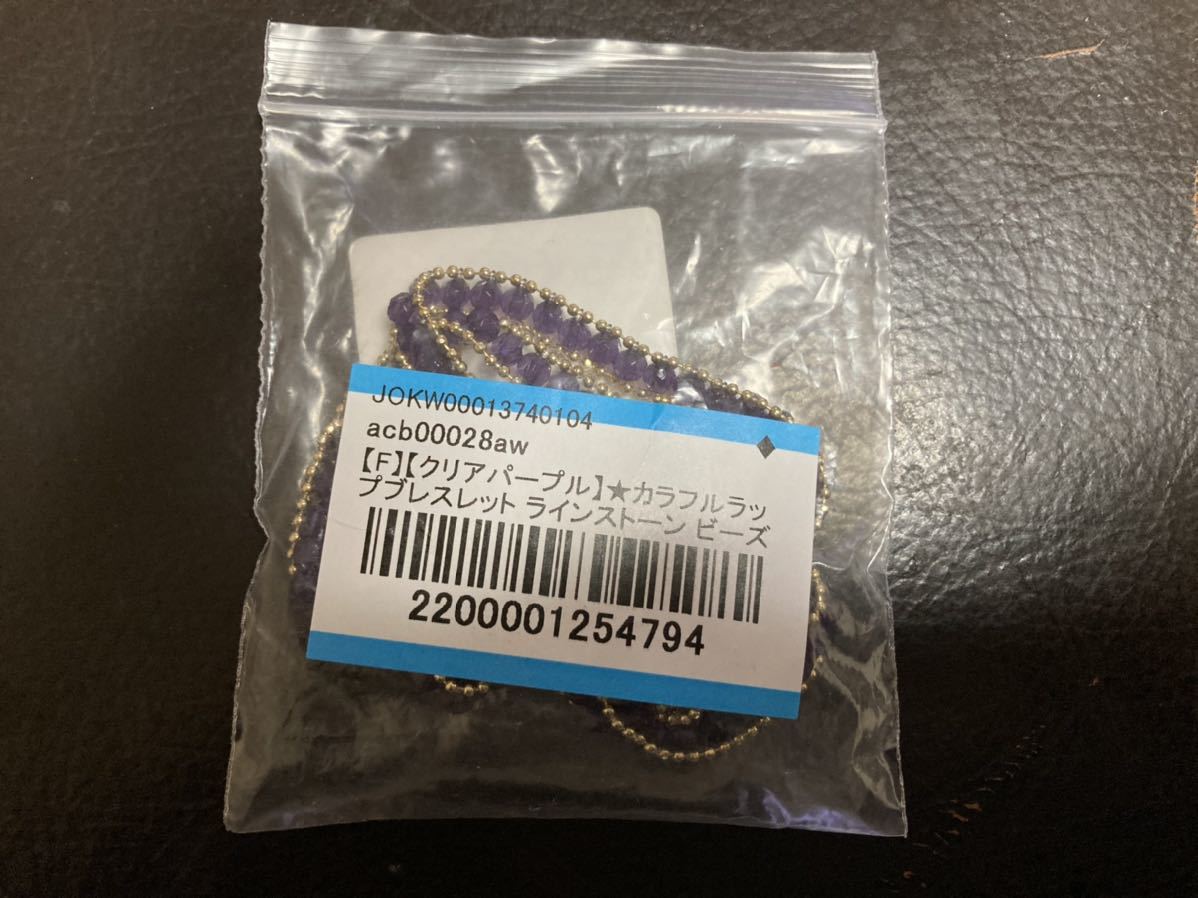 JOKW00013740104
acb00028aw
【F】【クリアパープル】★カラフルラッ
プブレスレット ラインストーン ビーズ
2200001254794